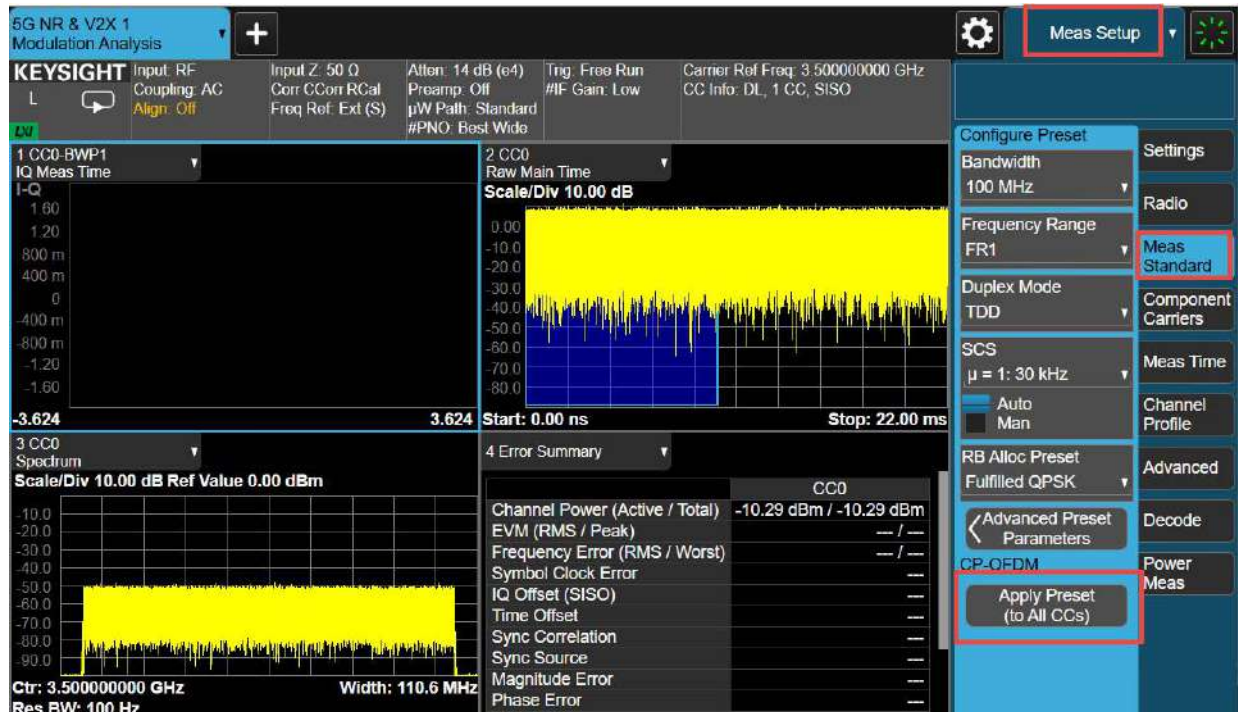 5G NR & V2X 1
Modulation Analysis
+
Meas Setup
KEYSIGHT
L
LXI
Input: RF
Coupling: AC
Align: Off
Input Z: 50 Ω
Corr CCorr RCal
Freq Ref: Ext (S)
Atten: 14 dB (e4)
Preamp: Off
µW Path: Standard
#PNO: Best Wide
Trig: Free Run
#IF Gain: Low
Carrier Ref Freq: 3.500000000 GHz
CC Info: DL, 1 CC, SISO
1 CC0-BWP1
IQ Meas Time
I-Q
1.60
1.20
800 m
400 m
0
-400 m
-800 m
-1.20
-1.60
-3.624
3.624
2 CC0
Raw Main Time
Scale/Div 10.00 dB
0.00
-10.0
-20.0
-30.0
-40.0
-50.0
-60.0
-70.0
-80.0
Start: 0.00 ns
Stop: 22.00 ms
3 CC0
Spectrum
Scale/Div 10.00 dB Ref Value 0.00 dBm
-10.0
-20.0
-30.0
-40.0
-50.0
-60.0
-70.0
-80.0
-90.0
Ctr: 3.500000000 GHz
Width: 110.6 MHz
Res BW: 100 Hz
4 Error Summary
CC0
Channel Power (Active / Total) -10.29 dBm / -10.29 dBm
EVM (RMS / Peak) --- / ---
Frequency Error (RMS / Worst) --- / ---
Symbol Clock Error ---
IQ Offset (SISO) ---
Time Offset ---
Sync Correlation ---
Sync Source ---
Magnitude Error ---
Phase Error ---
Configure Preset
Bandwidth
100 MHz
Frequency Range
FR1
Duplex Mode
TDD
SCS
µ = 1: 30 kHz
Auto
Man
RB Alloc Preset
Fulfilled QPSK
Advanced Preset
Parameters
CP-OFDM
Apply Preset
(to All CCs)
Settings
Radio
Meas
Standard
Component
Carriers
Meas Time
Channel
Profile
Advanced
Decode
Power
Meas